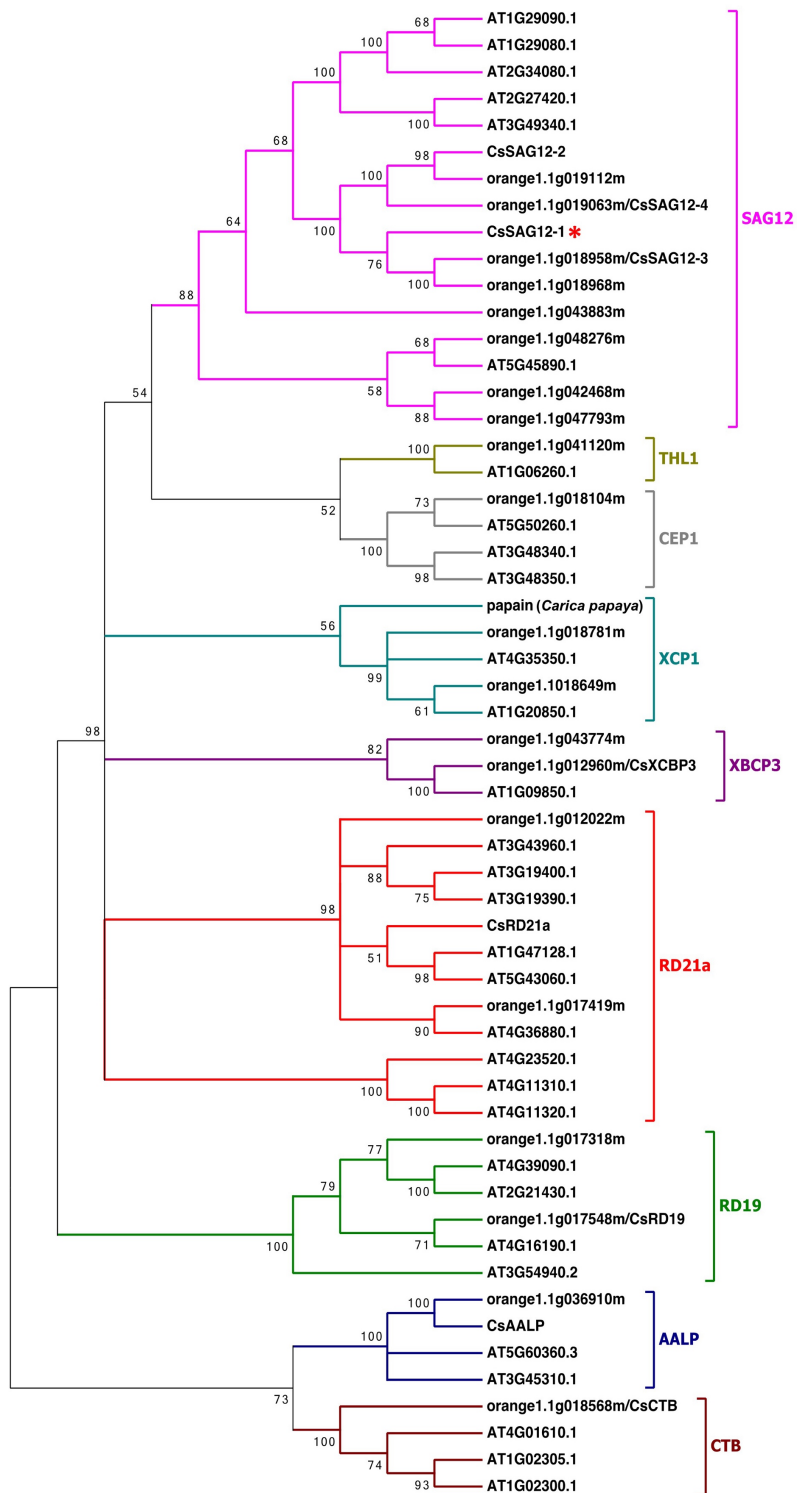 68
AT1G29090.1
100
AT1G29080.1
100
AT2G34080.1
AT2G27420.1
68
100
AT3G49340.1
98
CsSAG12-2
100
orange1.1g019112m
orange1.1g019063m/CsSAG12-4
SAG12
64
100
CsSAG12-1 *
76
orange1.1g018958m/CsSAG12-3
100
orange1.1g018968m
88
orange1.1g043883m
68
orange1.1g048276m
AT5G45890.1
54
58
orange1.1g042468m
88
orange1.1g047793m
100
orange1.1g041120m
THL1
AT1G06260.1
52
73
orange1.1g018104m
AT5G50260.1
CEP1
100
AT3G48340.1
98
AT3G48350.1
56
papain (Carica papaya)
orange1.1g018781m
99
AT4G35350.1
XCP1
orange1.1018649m
61
AT1G20850.1
98
82
orange1.1g043774m
orange1.1g012960m/CsXCBP3
XBCP3
100
AT1G09850.1
orange1.1g012022m
AT3G43960.1
88
AT3G19400.1
75
AT3G19390.1
98
CsRD21a
51
AT1G47128.1
RD21a
98
AT5G43060.1
orange1.1g017419m
90
AT4G36880.1
AT4G23520.1
100
AT4G11310.1
100
AT4G11320.1
77
orange1.1g017318m
AT4G39090.1
79
100
AT2G21430.1
RD19
orange1.1g017548m/CsRD19
100
71
AT4G16190.1
AT3G54940.2
100
orange1.1g036910m
100
CsAALP
AALP
AT5G60360.3
AT3G45310.1
73
orange1.1g018568m/CsCTB
100
AT4G01610.1
CTB
74
AT1G02305.1
93
AT1G02300.1